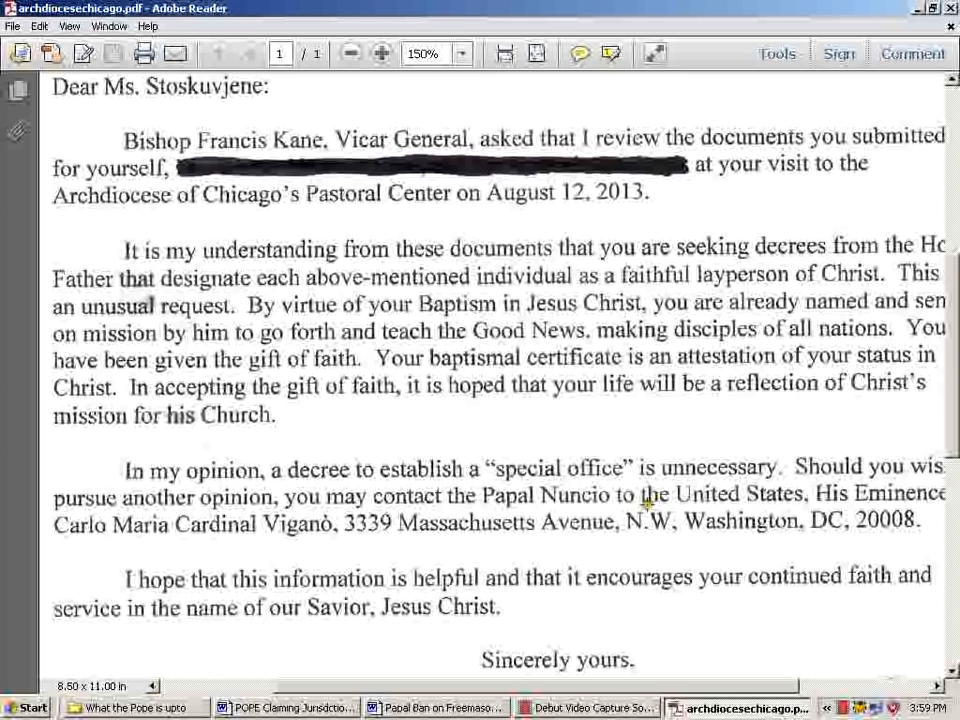 archdiocesechicago.pdf - Adobe Reader
File Edit View Window Help
1 / 1 150% Tools Sign Comment
Dear Ms. Stoskuvjene:
Bishop Francis Kane, Vicar General, asked that I review the documents you submitted
for yourself, at your visit to the
Archdiocese of Chicago's Pastoral Center on August 12, 2013.
It is my understanding from these documents that you are seeking decrees from the Ho
Father that designate each above-mentioned individual as a faithful layperson of Christ. This
an unusual request. By virtue of your Baptism in Jesus Christ, you are already named and sen
on mission by him to go forth and teach the Good News, making disciples of all nations. You
have been given the gift of faith. Your baptismal certificate is an attestation of your status in
Christ. In accepting the gift of faith, it is hoped that your life will be a reflection of Christ's
mission for his Church.
In my opinion, a decree to establish a "special office" is unnecessary. Should you wis
pursue another opinion, you may contact the Papal Nuncio to the United States, His Eminence
Carlo Maria Cardinal Viganò, 3339 Massachusetts Avenue, N.W, Washington, DC, 20008.
I hope that this information is helpful and that it encourages your continued faith and
service in the name of our Savior, Jesus Christ.
Sincerely yours.
8.50 x 11.00 in
Start What the Pope is upto POPE Claiming Jurisdctio... Papal Ban on Freemaso... Debut Video Capture So... archdiocesechicago.p... « 3:59 PM